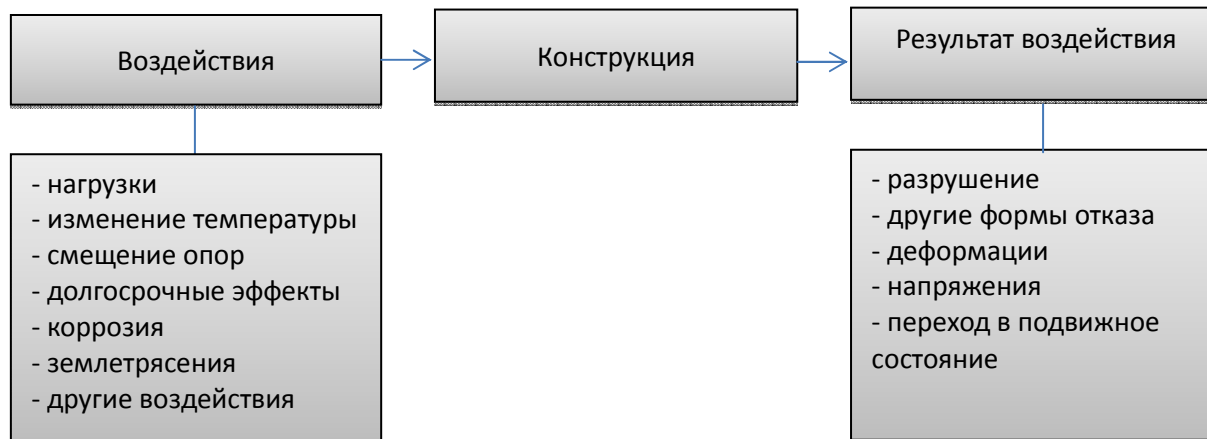 Воздействия
Конструкция
Результат воздействия
- нагрузки
- изменение температуры
- смещение опор
- долгосрочные эффекты
- коррозия
- землетрясения
- другие воздействия
- разрушение
- другие формы отказа
- деформации
- напряжения
- переход в подвижное
состояние